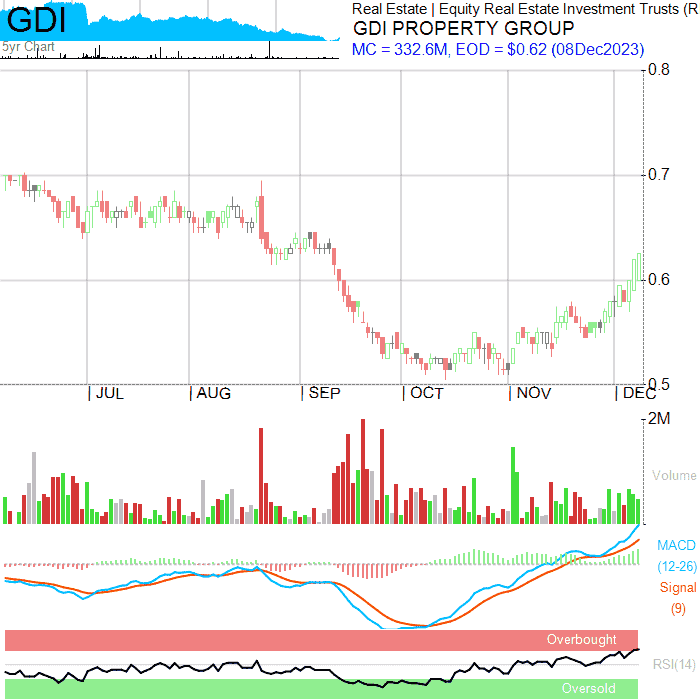 GDI
5yr Chart
Real Estate | Equity Real Estate Investment Trusts (R
GDI PROPERTY GROUP
MC = 332.6M, EOD = $0.62 (08Dec2023)
0.8
0.7
0.6
0.5
JUL
AUG
SEP
OCT
NOV
DEC
2M
Volume
MACD
(12-26)
Signal
(9)
Overbought
RSI(14)
Oversold